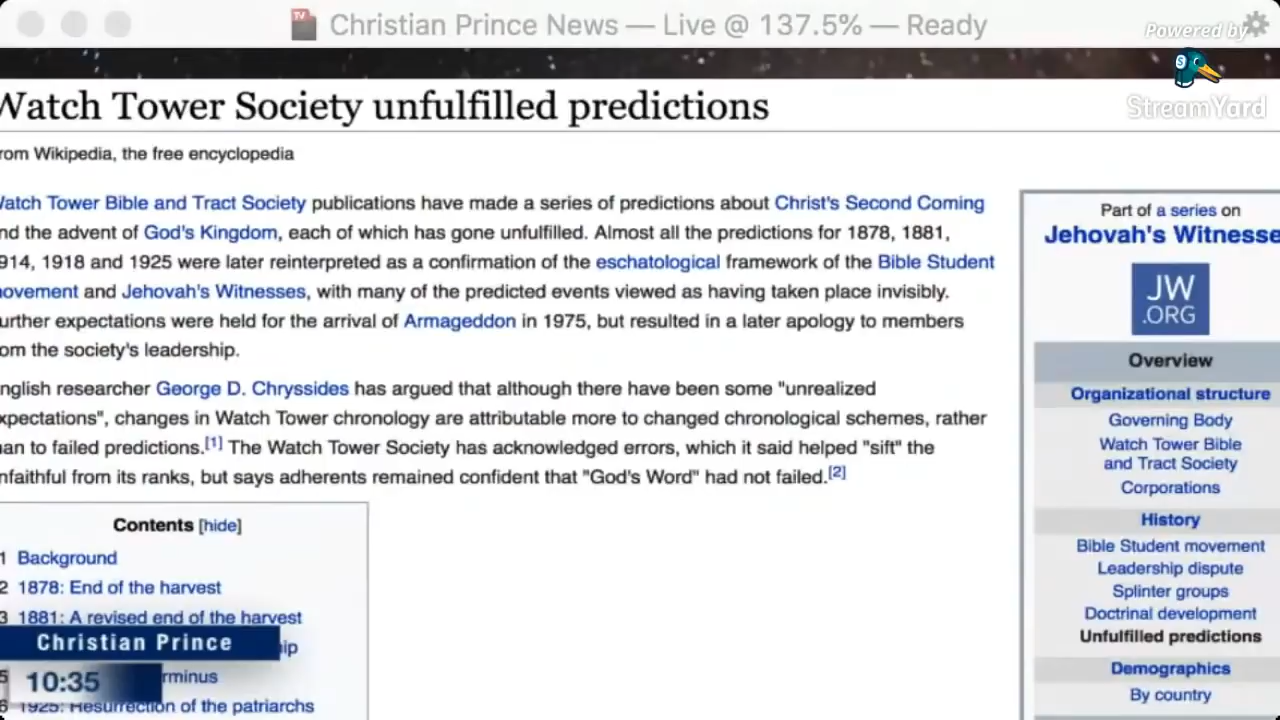 Christian Prince News — Live @ 137.5% — Ready
Powered by
StreamYard
Watch Tower Society unfulfilled predictions
rom Wikipedia, the free encyclopedia
Watch Tower Bible and Tract Society publications have made a series of predictions about Christ's Second Coming
nd the advent of God's Kingdom, each of which has gone unfulfilled. Almost all the predictions for 1878, 1881,
914, 1918 and 1925 were later reinterpreted as a confirmation of the eschatological framework of the Bible Student
ovement and Jehovah's Witnesses, with many of the predicted events viewed as having taken place invisibly.
urther expectations were held for the arrival of Armageddon in 1975, but resulted in a later apology to members
om the society's leadership.
nglish researcher George D. Chryssides has argued that although there have been some "unrealized
xpectations", changes in Watch Tower chronology are attributable more to changed chronological schemes, rather
an to failed predictions.[1] The Watch Tower Society has acknowledged errors, which it said helped "sift" the
nfaithful from its ranks, but says adherents remained confident that "God's Word" had not failed.[2]
Contents [hide]
1 Background
2 1878: End of the harvest
3 1881: A revised end of the harvest
ip
5 rminus
6 1925: Resurrection of the patriarchs
Christian Prince
10:35
Part of a series on
Jehovah's Witnesse
JW
.ORG
Overview
Organizational structure
Governing Body
Watch Tower Bible
and Tract Society
Corporations
History
Bible Student movement
Leadership dispute
Splinter groups
Doctrinal development
Unfulfilled predictions
Demographics
By country